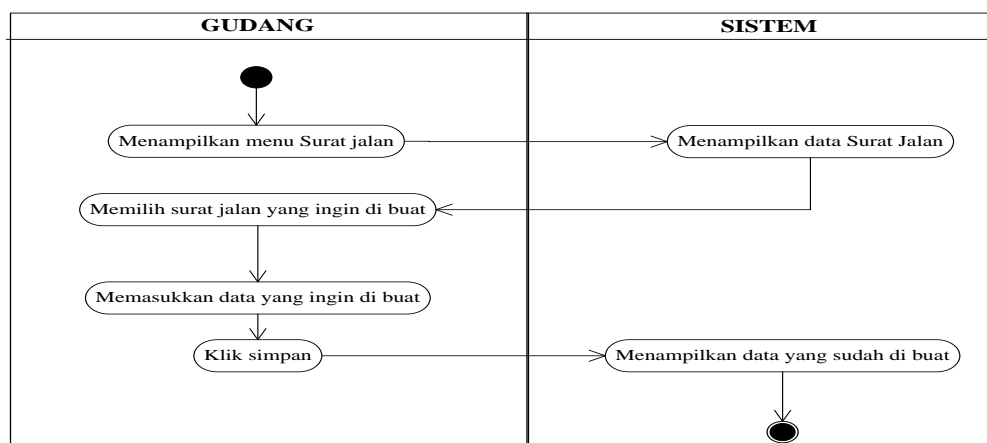 GUDANG
SISTEM
Menampilkan menu Surat jalan
Menampilkan data Surat Jalan
Memilih surat jalan yang ingin di buat
Memasukkan data yang ingin di buat
Klik simpan
Menampilkan data yang sudah di buat